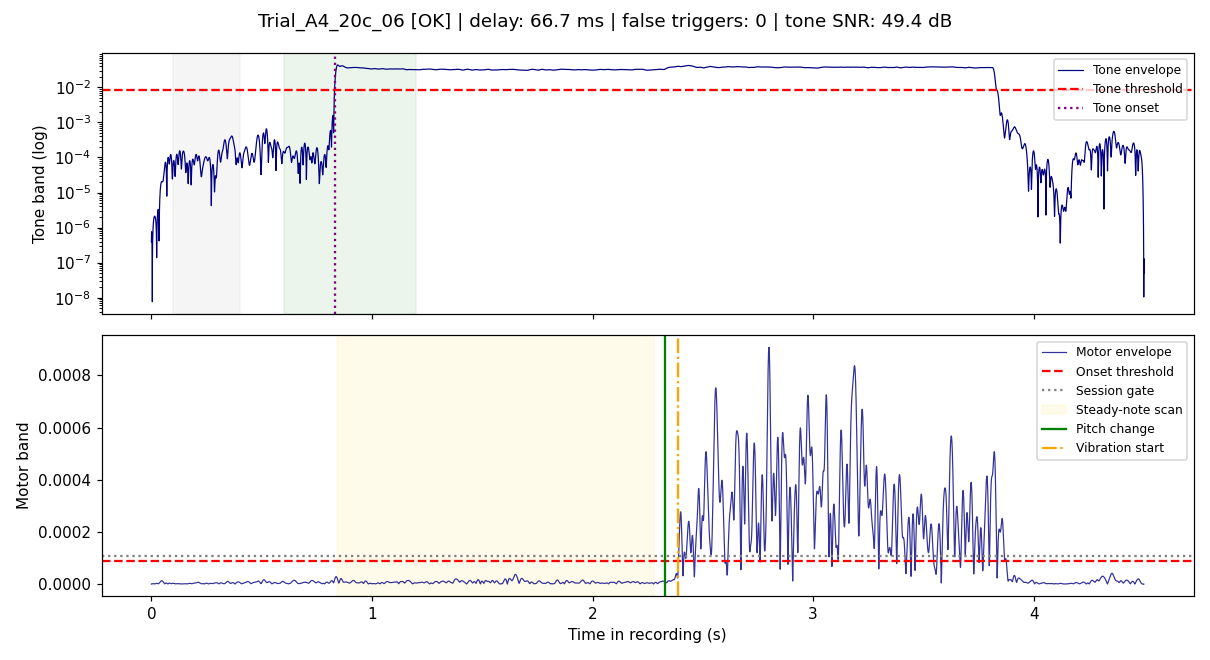 Trial_A4_20c_06 [OK] | delay: 66.7 ms | false triggers: 0 | tone SNR: 49.4 dB
Tone band (log)
10⁻²
10⁻³
10⁻⁴
10⁻⁵
10⁻⁶
10⁻⁷
10⁻⁸
Tone envelope
Tone threshold
Tone onset
Motor band
0.0008
0.0006
0.0004
0.0002
0.0000
Motor envelope
Onset threshold
Session gate
Steady-note scan
Pitch change
Vibration start
0 1 2 3 4
Time in recording (s)